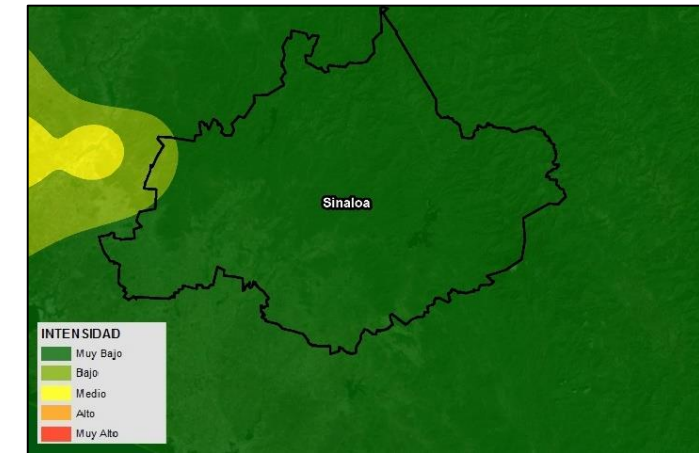 Sinaloa
INTENSIDAD
Muy Bajo
Bajo
Medio
Alto
Muy Alto